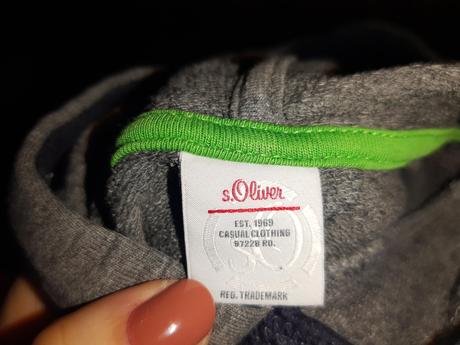 s.Oliver
EST. 1969
CASUAL CLOTHING
97228 RO.
REG. TRADEMARK